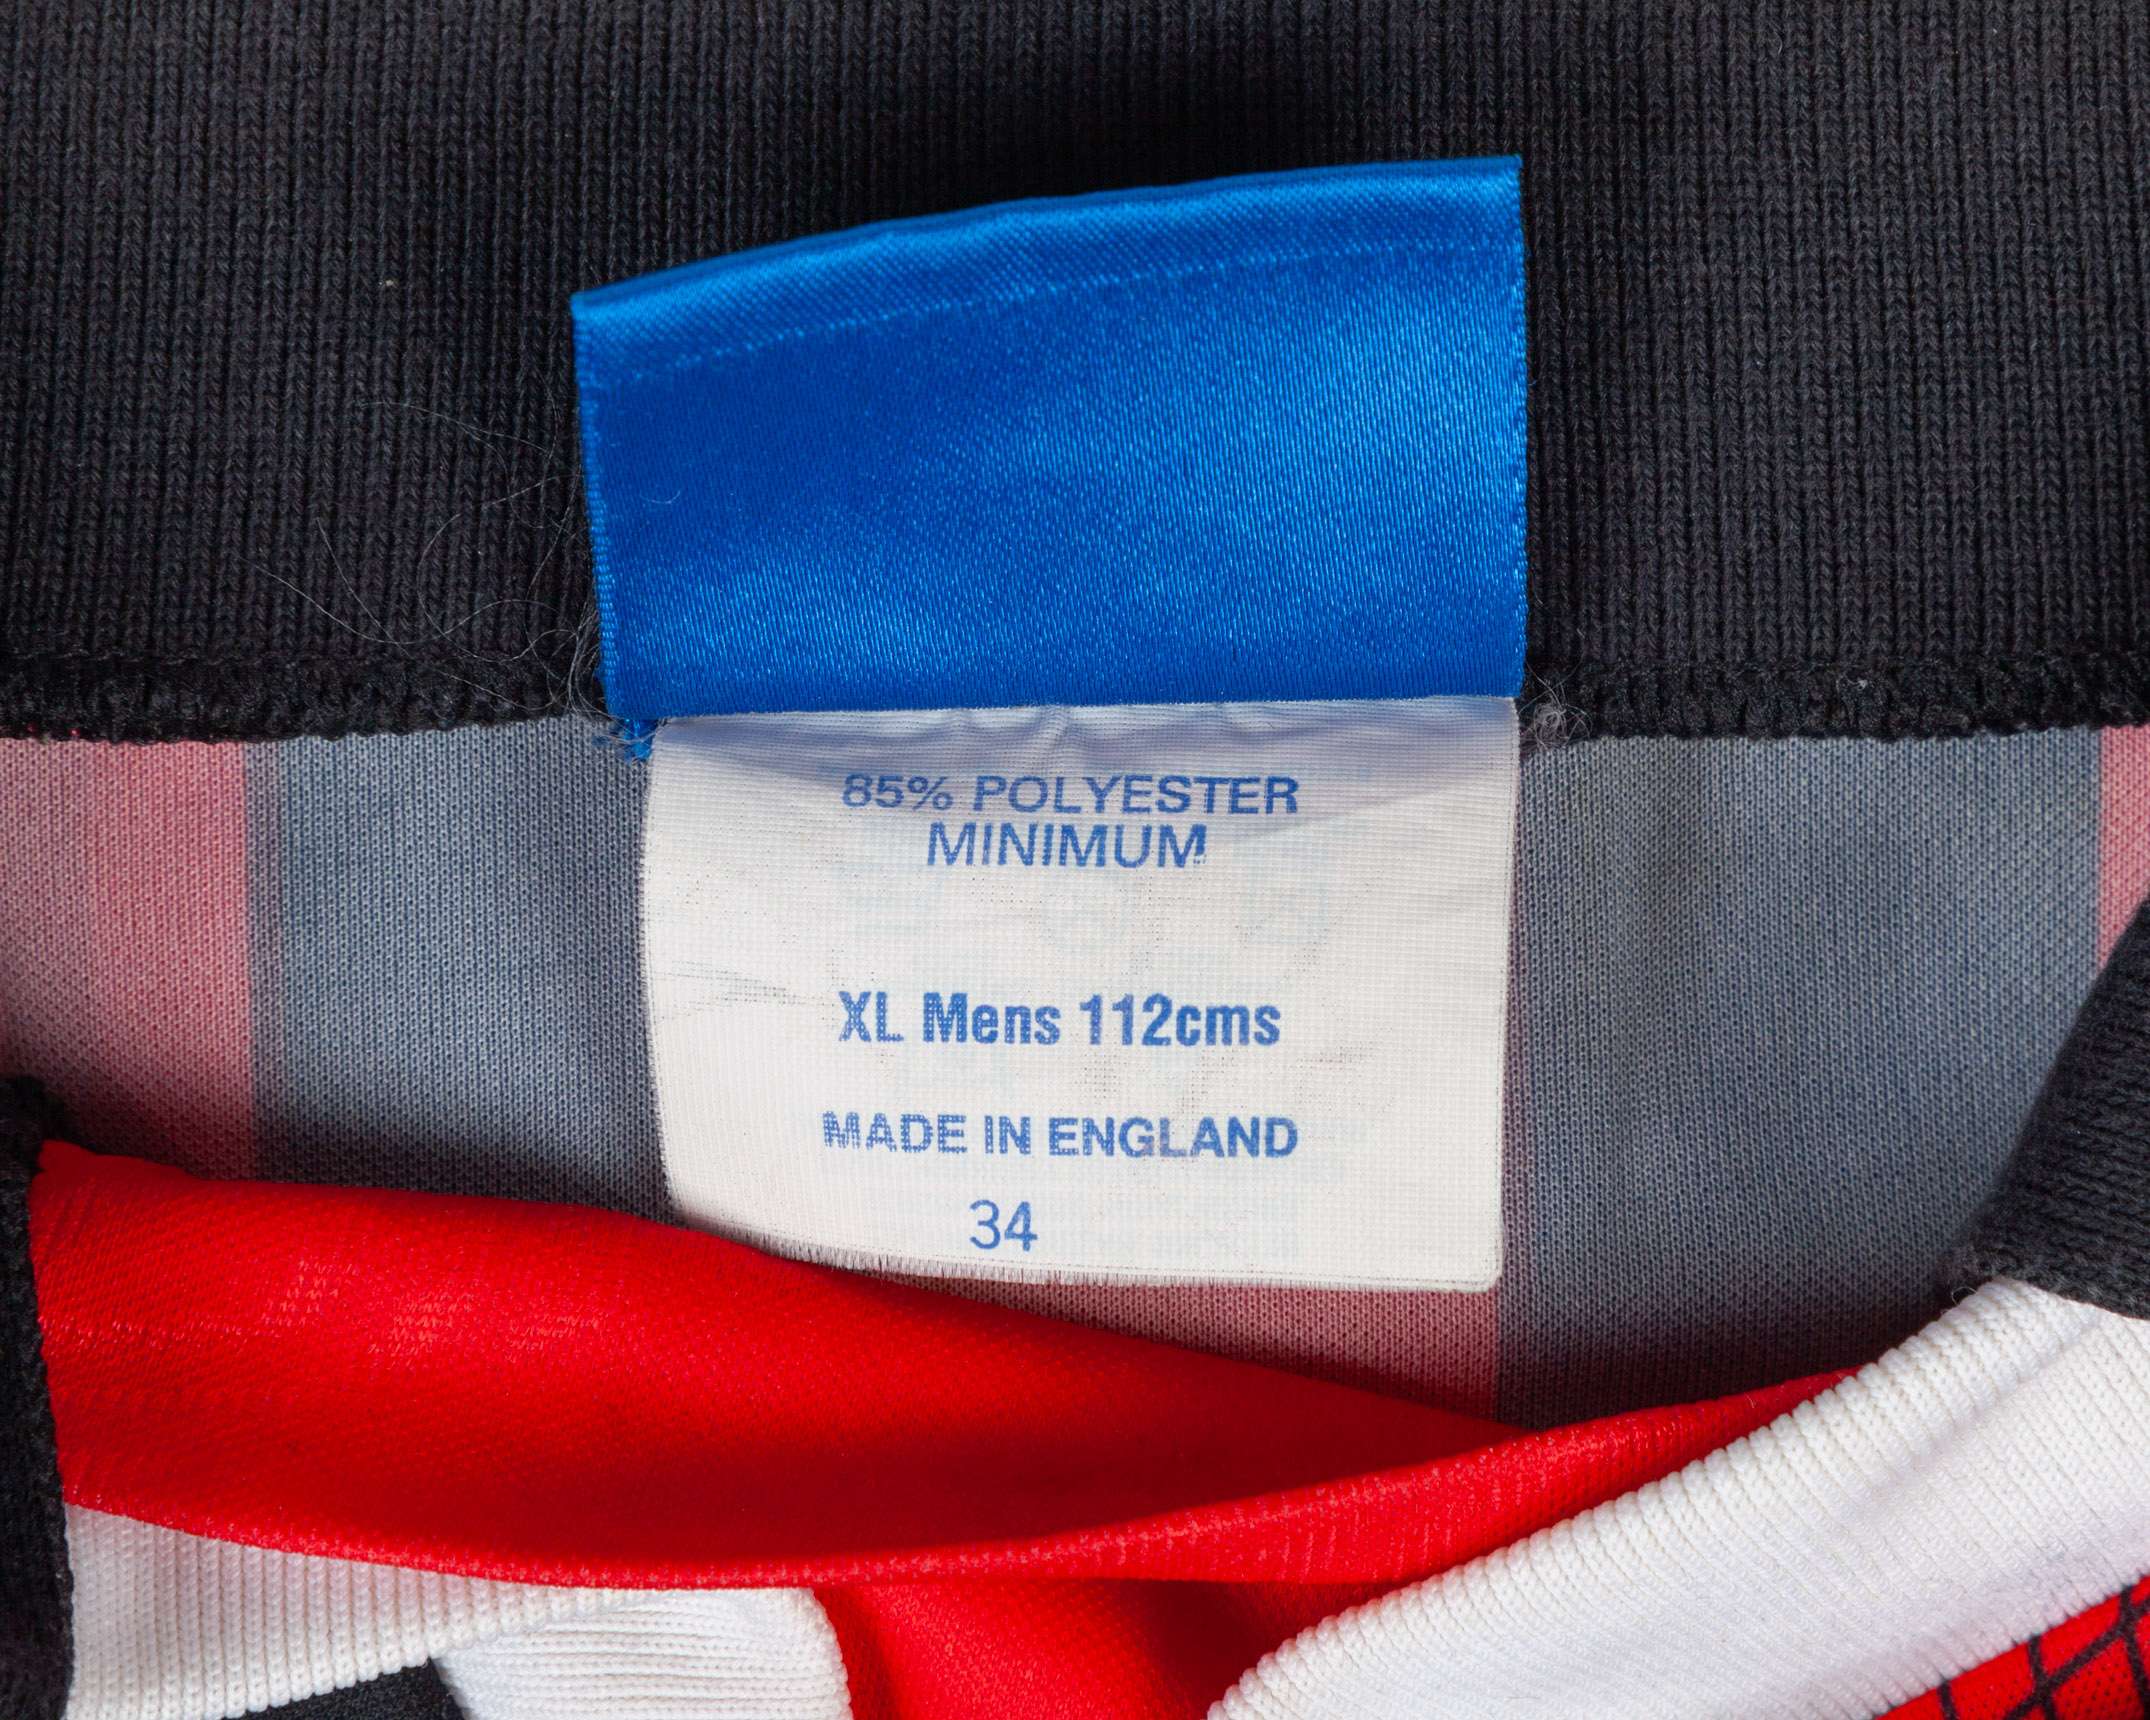 85% POLYESTER
MINIMUM
XL Mens 112cms
MADE IN ENGLAND
34